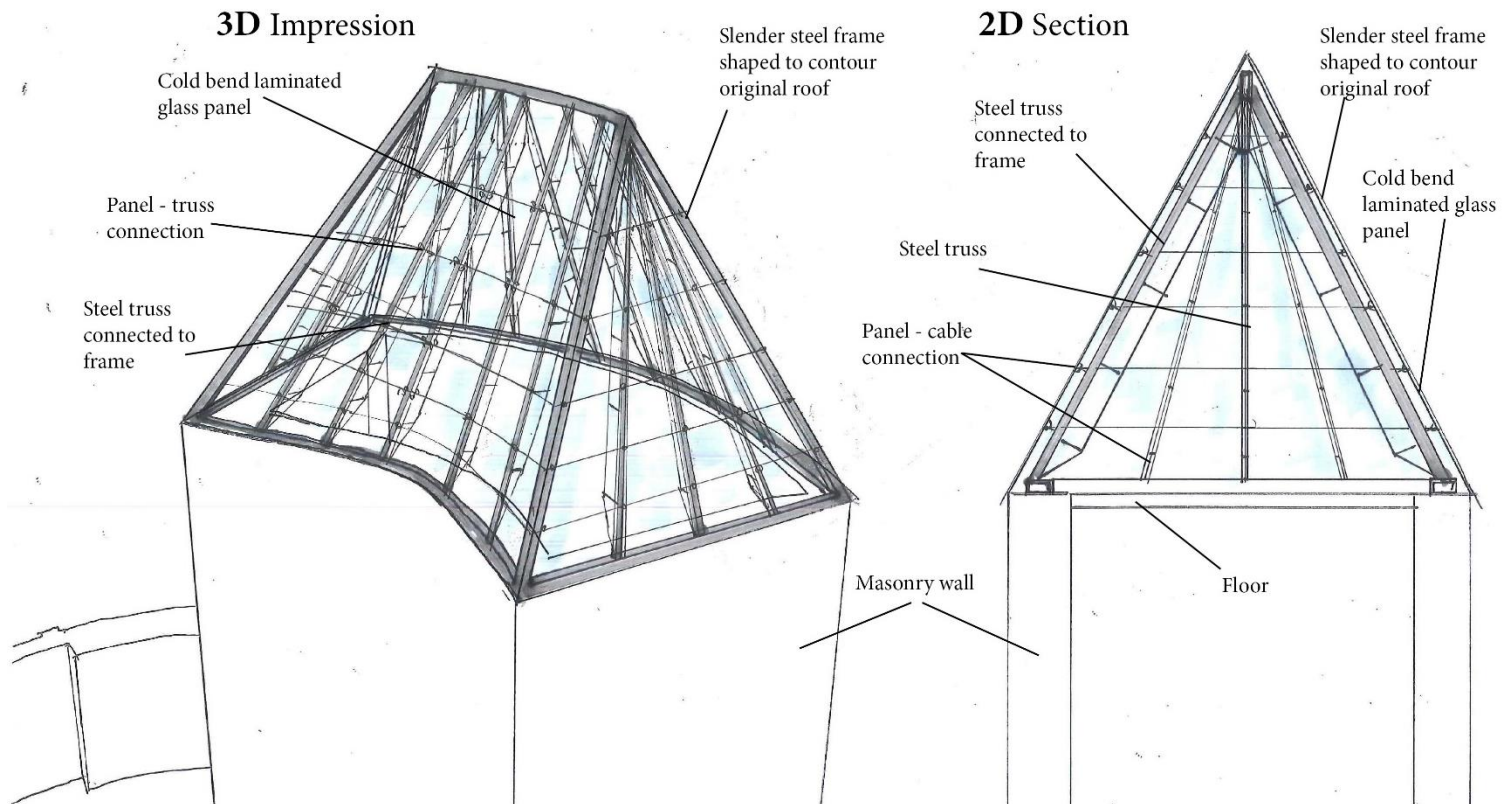 3D Impression
Cold bend laminated
glass panel
Slender steel frame
shaped to contour
original roof
Panel - truss
connection
Steel truss
connected to
frame
Masonry wall
2D Section
Slender steel frame
shaped to contour
original roof
Steel truss
connected to
frame
Cold bend
laminated glass
panel
Steel truss
Panel - cable
connection
Floor